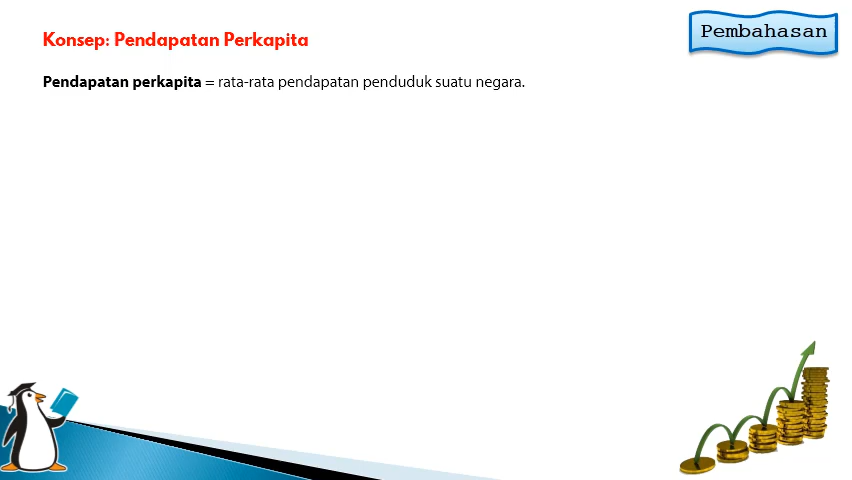 Konsep: Pendapatan Perkapita
Pembahasan
Pendapatan perkapita = rata-rata pendapatan penduduk suatu negara.